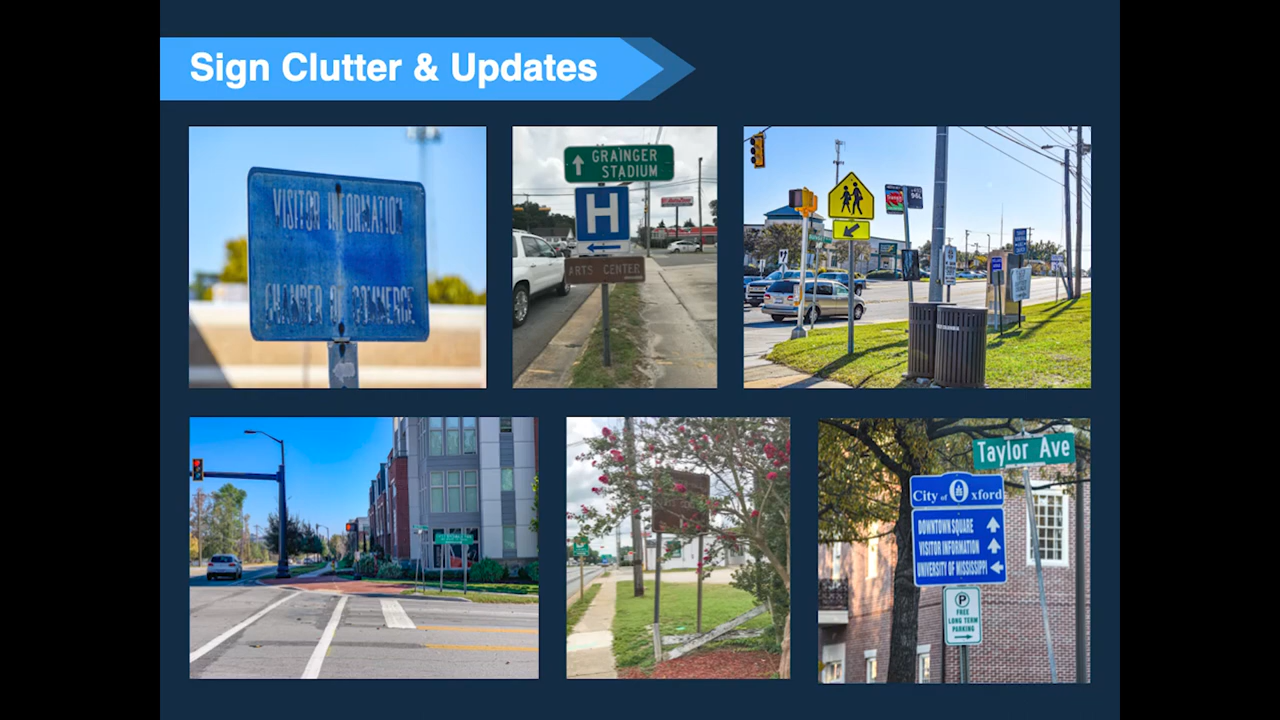 Sign Clutter & Updates
VISITOR INFORMATION
CHAMBER OF COMMERCE
GRAINGER
STADIUM
H
ARTS CENTER
City of Oxford
DOWNTOWN SQUARE
VISITOR INFORMATION
UNIVERSITY OF MISSISSIPPI
Taylor Ave
P
FREE
LONG TERM
PARKING